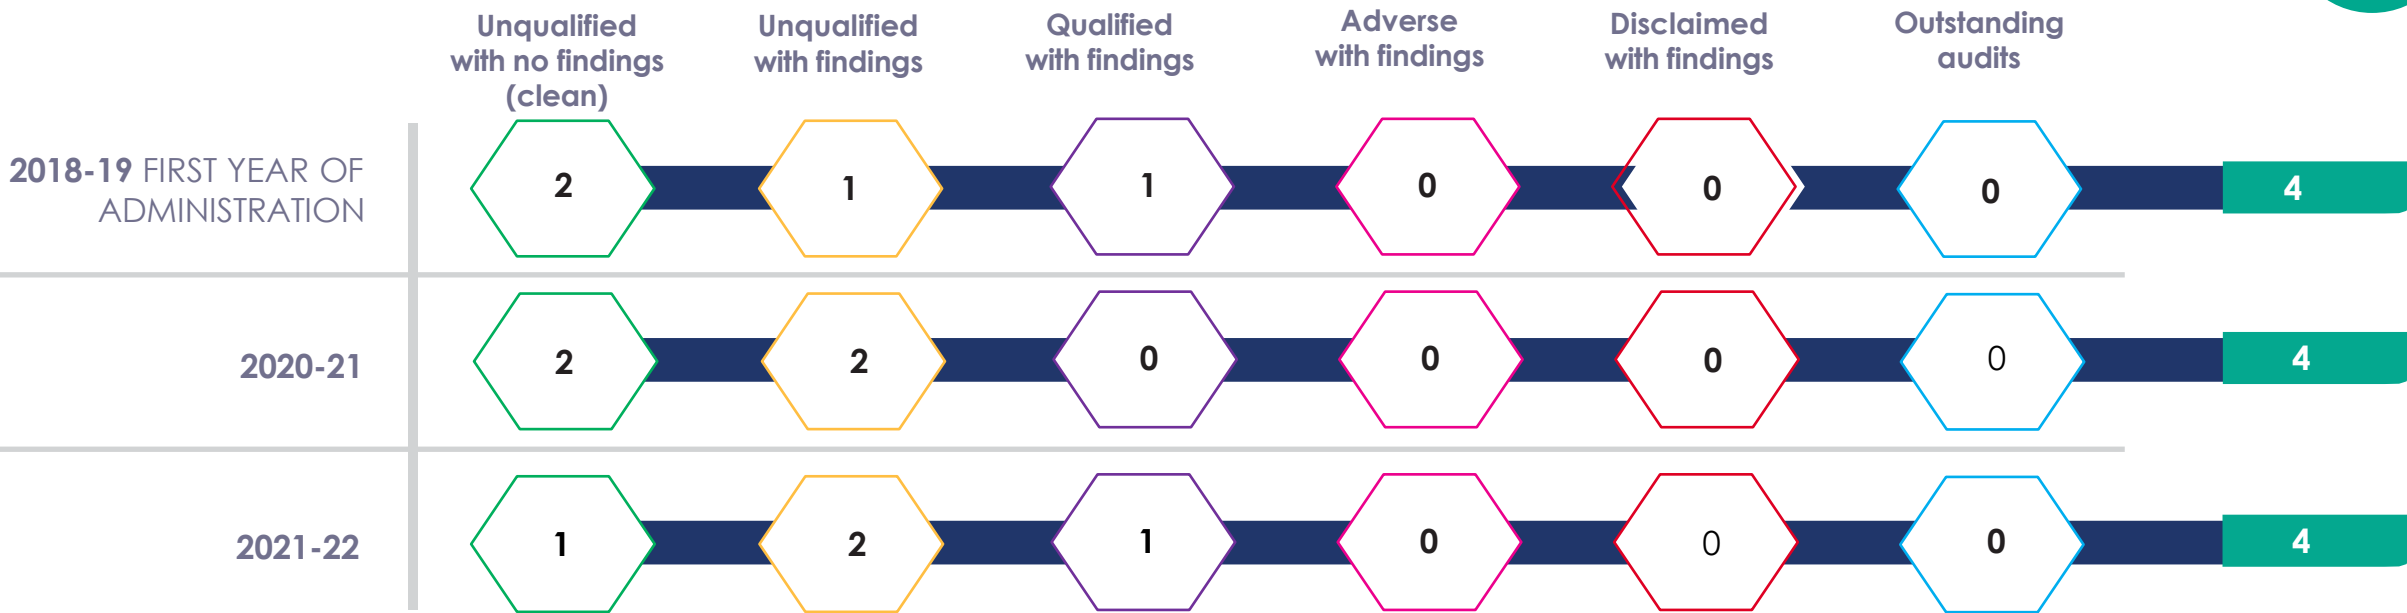 Unqualified
with no findings
(clean)
Unqualified
with findings
Qualified
with findings
Adverse
with findings
Disclaimed
with findings
Outstanding
audits
2018-19 FIRST YEAR OF
ADMINISTRATION
2 1 1 0 0 0 4
2020-21 2 2 0 0 0 0 4
2021-22 1 2 1 0 0 0 4